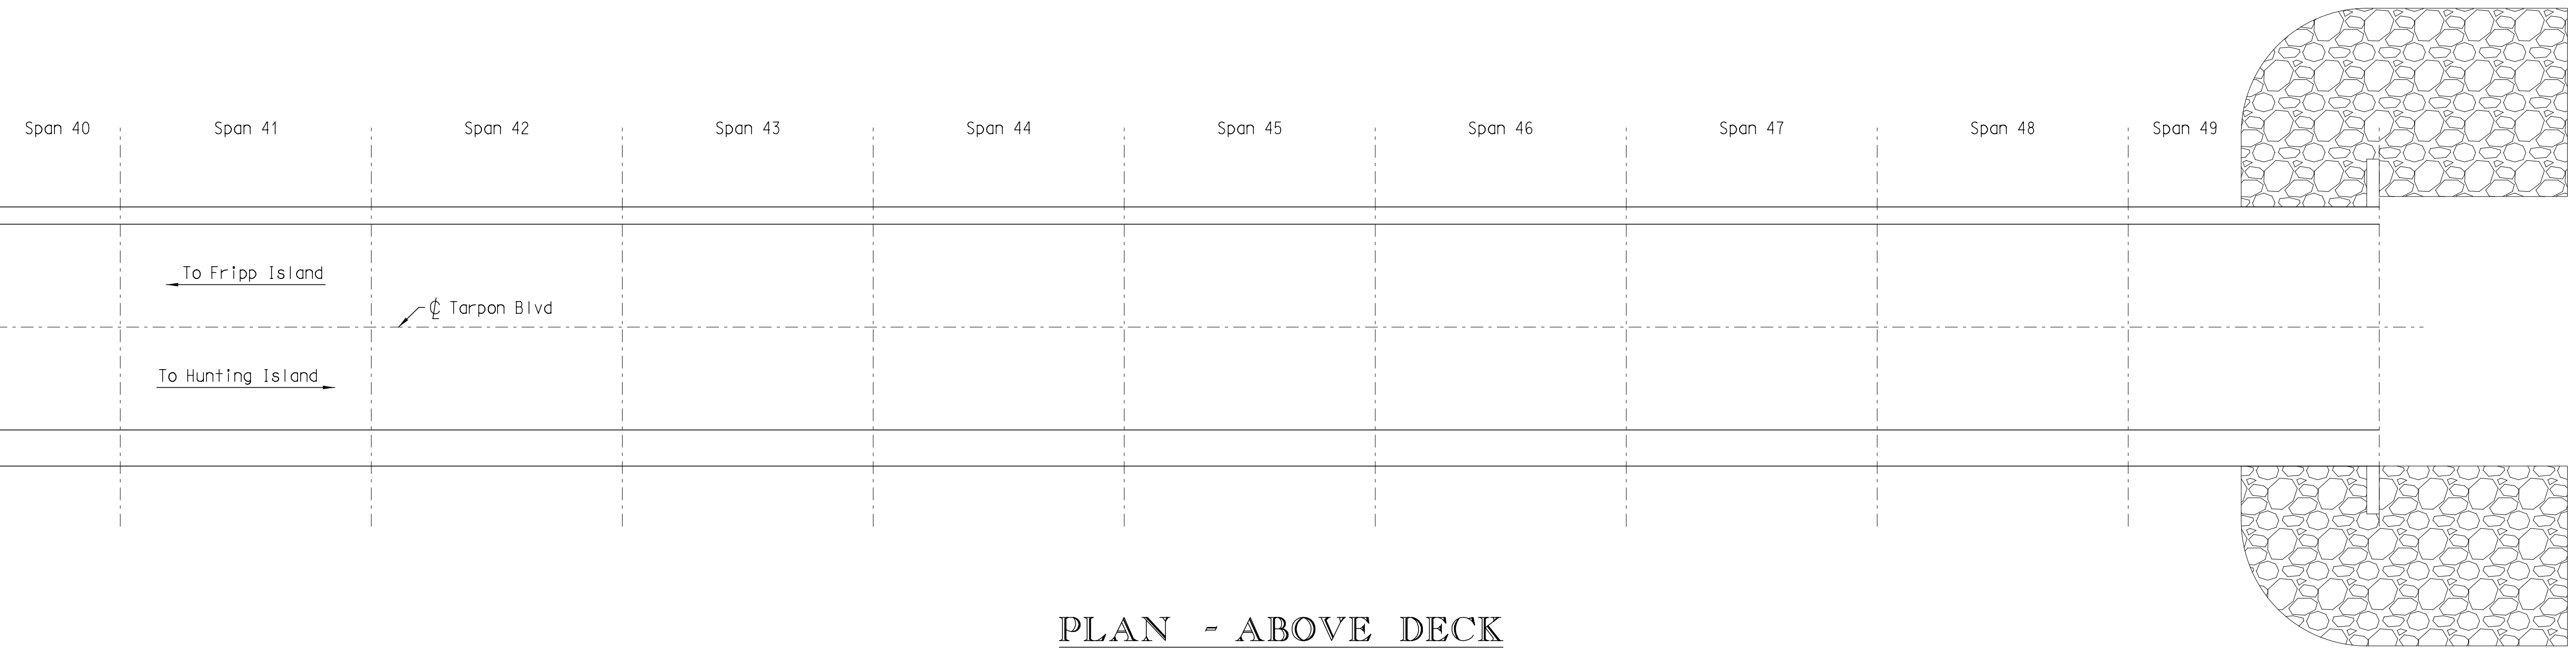 Span 40 Span 41 Span 42 Span 43 Span 44 Span 45 Span 46 Span 47 Span 48 Span 49
To Fripp Island
℄ Tarpon Blvd
To Hunting Island
PLAN - ABOVE DECK